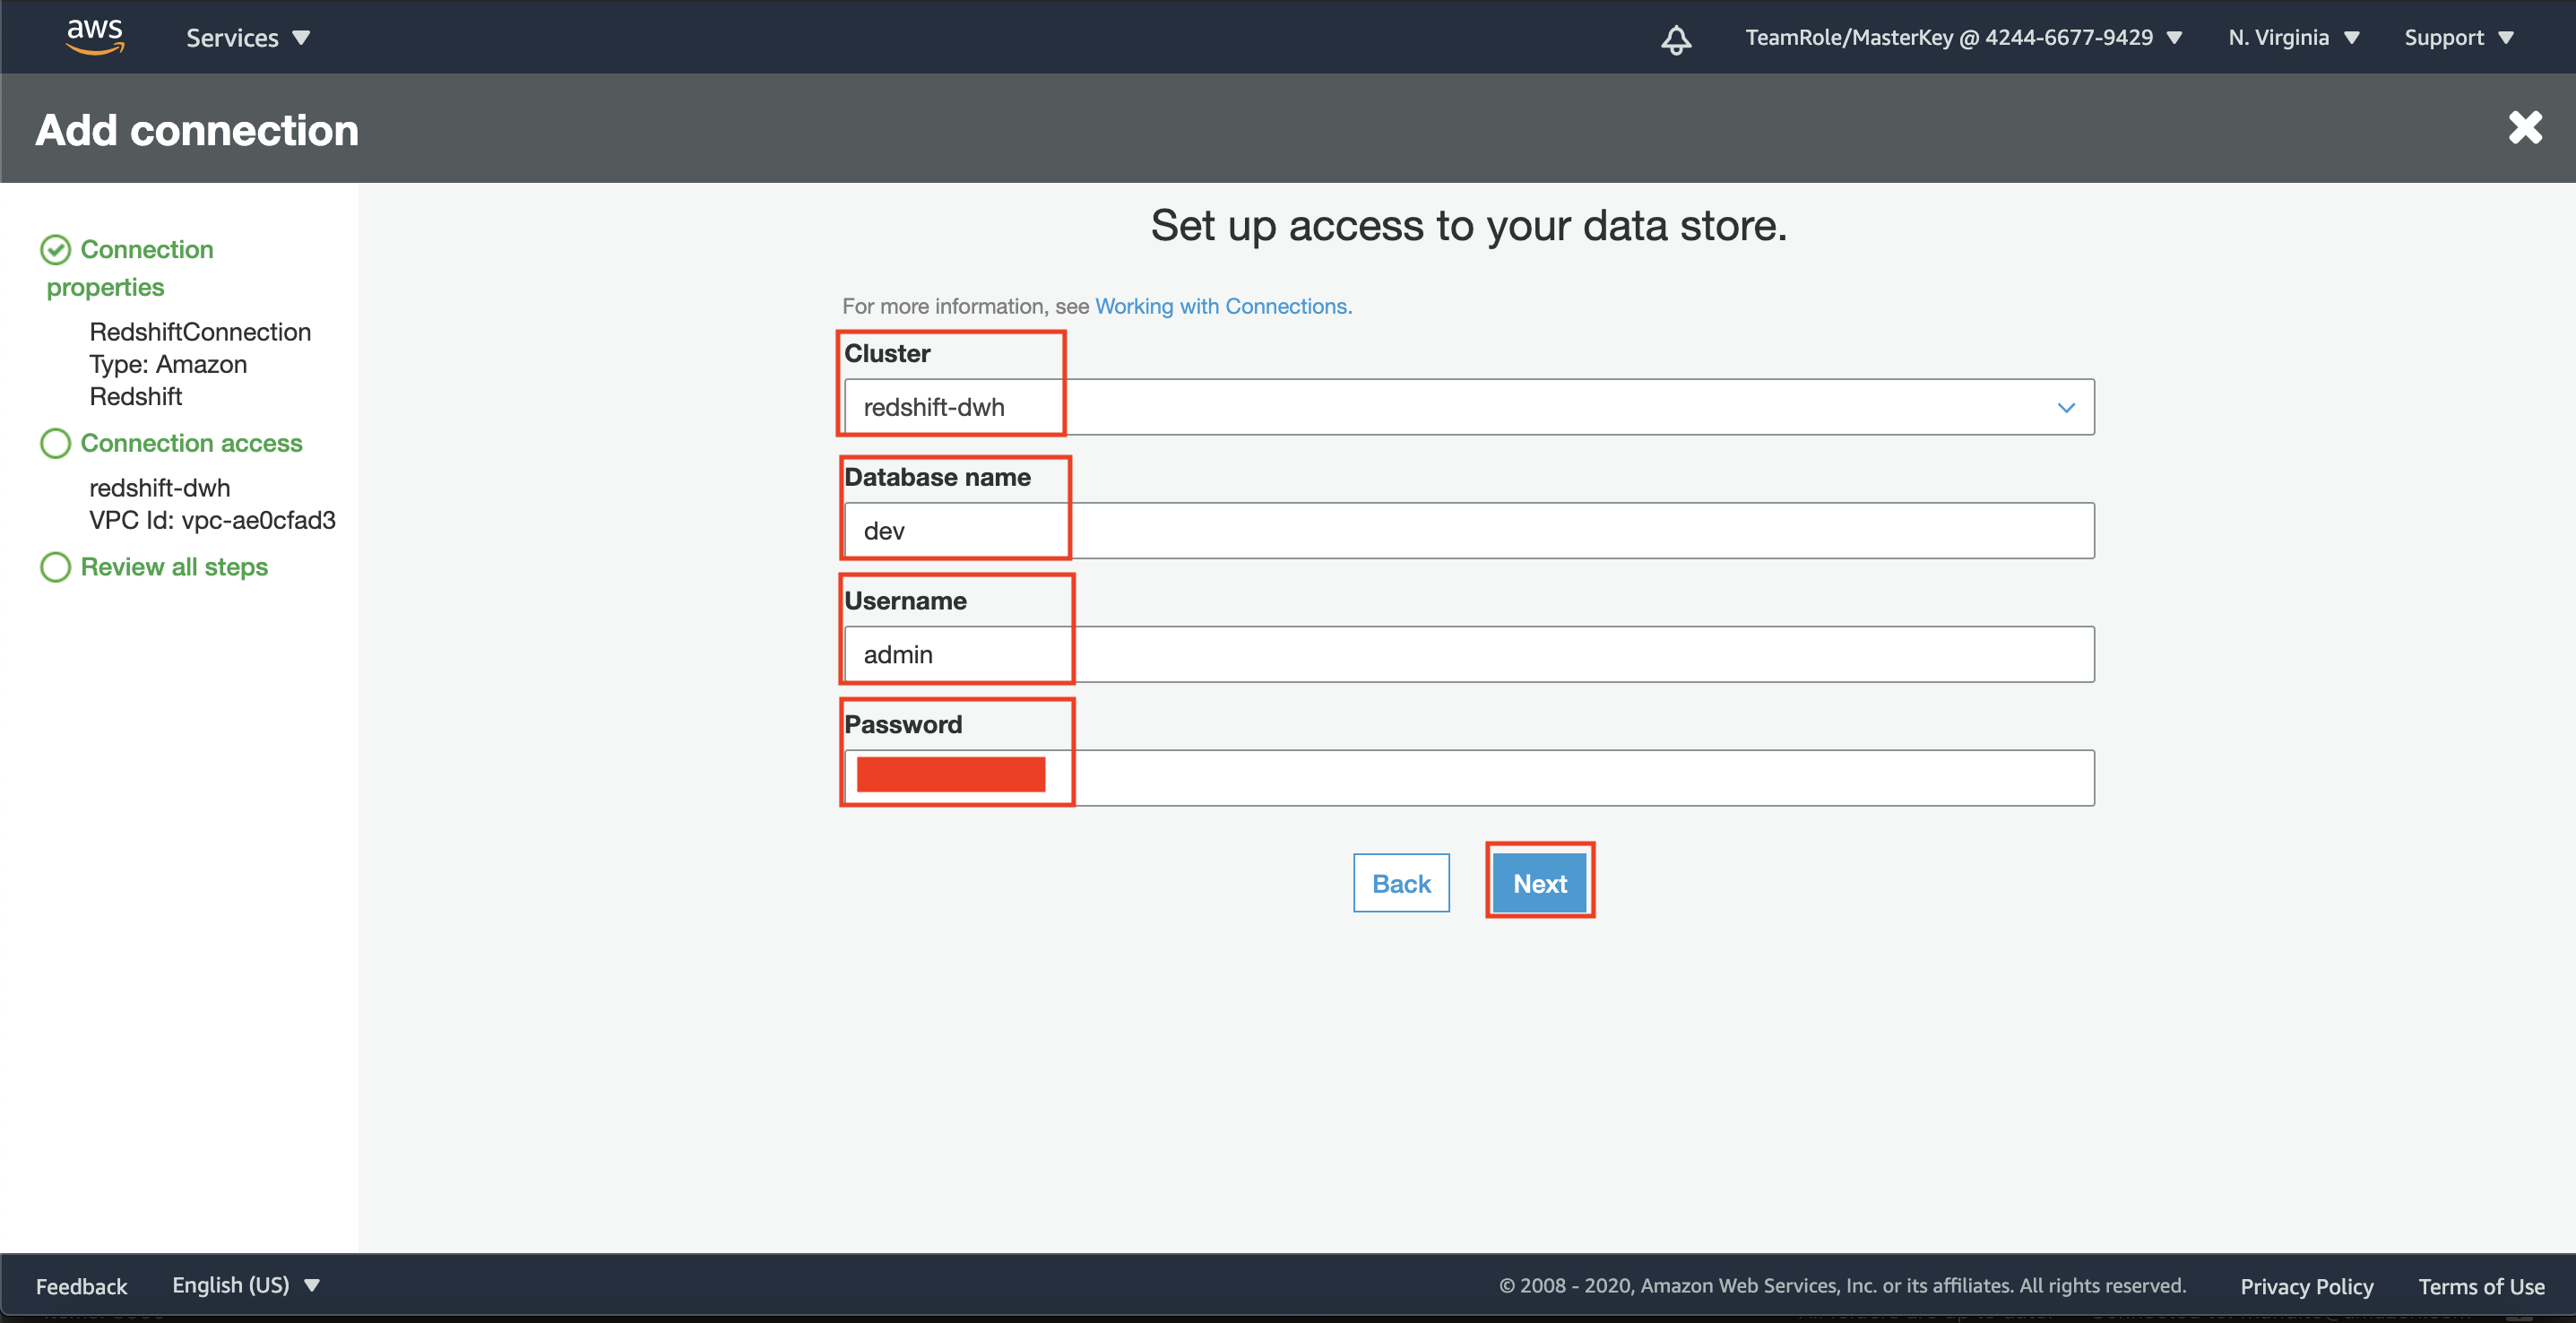 aws Services TeamRole/MasterKey @ 4244-6677-9429 N. Virginia Support
Add connection
Connection
properties
RedshiftConnection
Type: Amazon
Redshift
Connection access
redshift-dwh
VPC Id: vpc-ae0cfad3
Review all steps
Set up access to your data store.
For more information, see Working with Connections.
Cluster
redshift-dwh
Database name
dev
Username
admin
Password
Back Next
Feedback English (US) © 2008 - 2020, Amazon Web Services, Inc. or its affiliates. All rights reserved. Privacy Policy Terms of Use